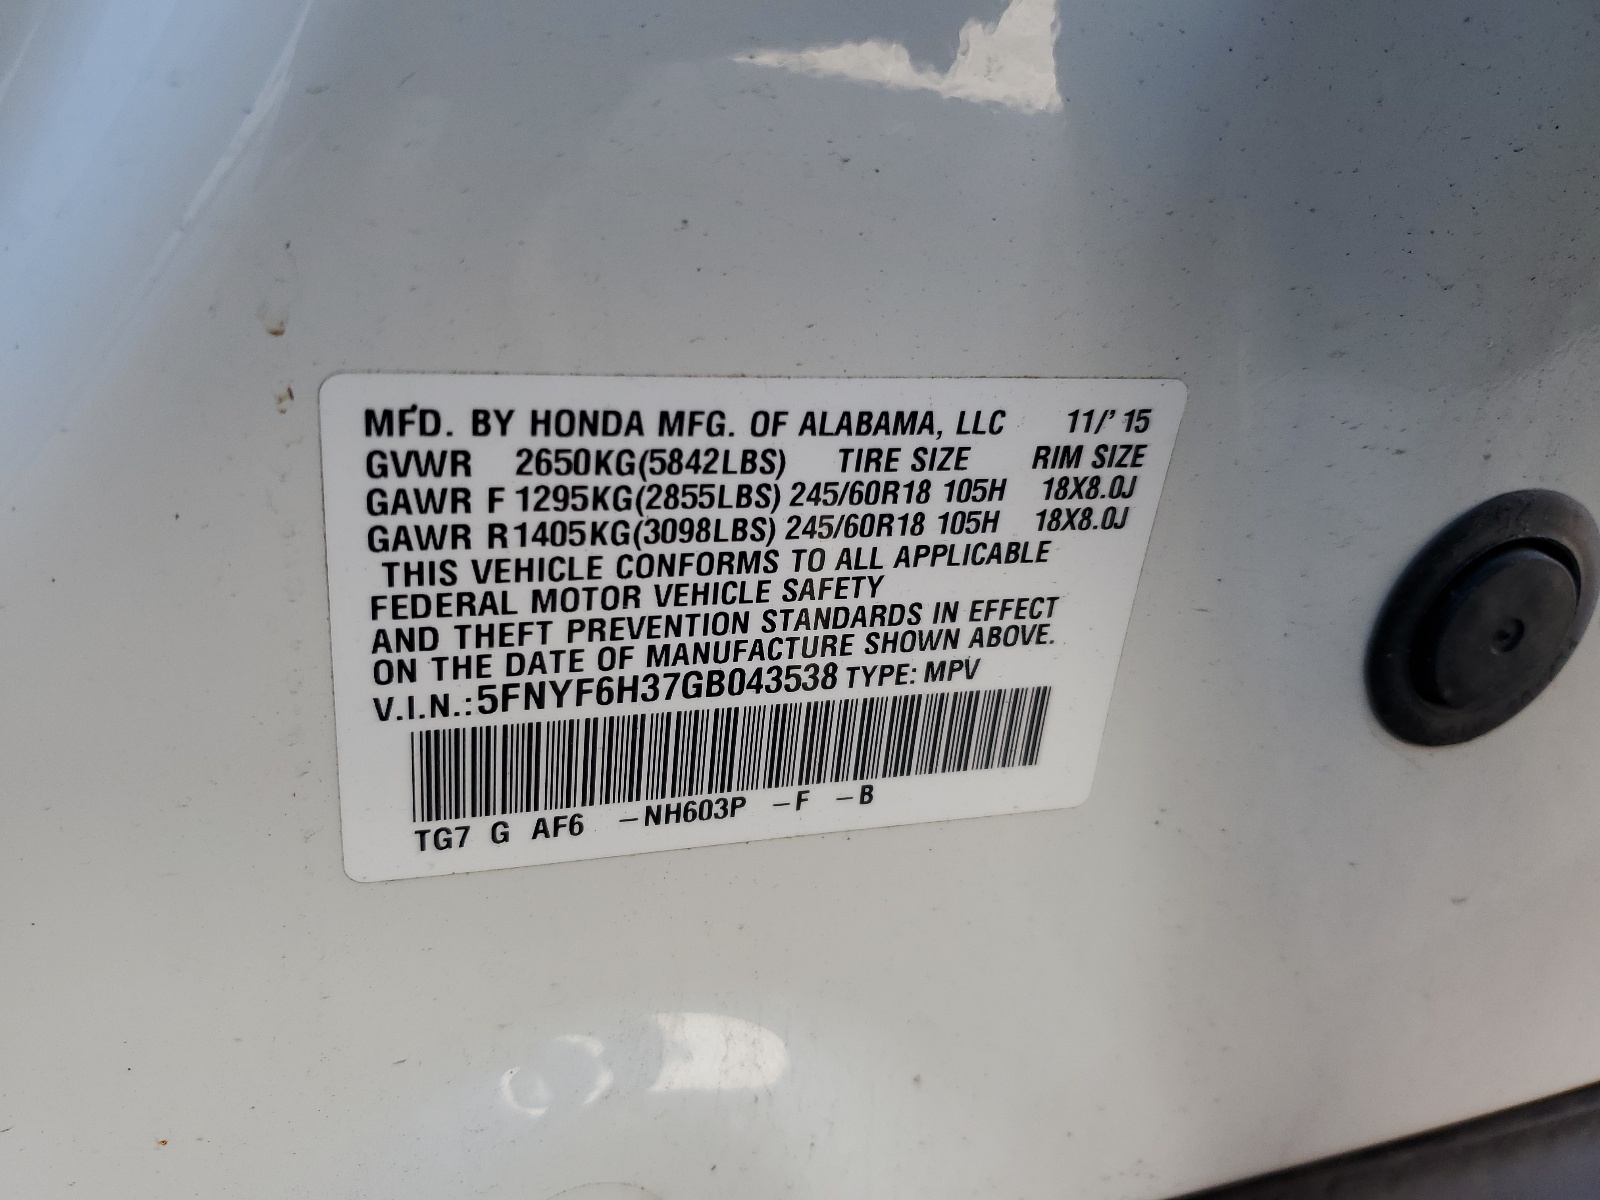 MFD. BY HONDA MFG. OF ALABAMA, LLC 11/' 15
GVWR 2650KG(5842LBS) TIRE SIZE RIM SIZE
GAWR F 1295KG(2855LBS) 245/60R18 105H 18X8.0J
GAWR R 1405KG(3098LBS) 245/60R18 105H 18X8.0J
THIS VEHICLE CONFORMS TO ALL APPLICABLE
FEDERAL MOTOR VEHICLE SAFETY
AND THEFT PREVENTION STANDARDS IN EFFECT
ON THE DATE OF MANUFACTURE SHOWN ABOVE.
V.I.N.: 5FNYF6H37GB043538 TYPE: MPV
TG7 G AF6 –NH603P –F –B